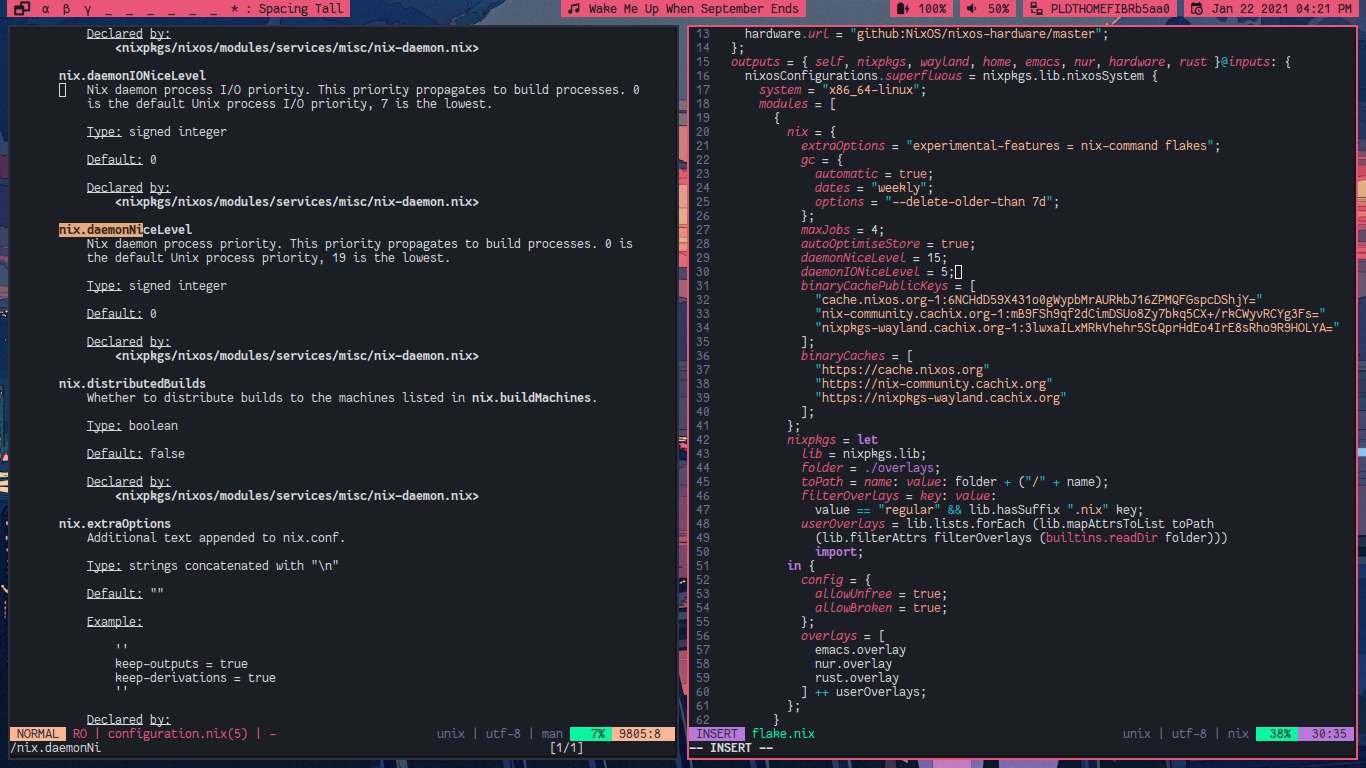 α β γ _ _ _ _ _ _ * : Spacing Tall
Wake Me Up When September Ends
100%
50%
PLDTHOMEFIBRb5aa0
Jan 22 2021 04:21 PM
Declared by:
<nixpkgs/nixos/modules/services/misc/nix-daemon.nix>
nix.daemonIONiceLevel
Nix daemon process I/O priority. This priority propagates to build processes. 0
is the default Unix process I/O priority, 7 is the lowest.
Type: signed integer
Default: 0
Declared by:
<nixpkgs/nixos/modules/services/misc/nix-daemon.nix>
nix.daemonNiceLevel
Nix daemon process priority. This priority propagates to build processes. 0 is
the default Unix process priority, 19 is the lowest.
Type: signed integer
Default: 0
Declared by:
<nixpkgs/nixos/modules/services/misc/nix-daemon.nix>
nix.distributedBuilds
Whether to distribute builds to the machines listed in nix.buildMachines.
Type: boolean
Default: false
Declared by:
<nixpkgs/nixos/modules/services/misc/nix-daemon.nix>
nix.extraOptions
Additional text appended to nix.conf.
Type: strings concatenated with "\n"
Default: ""
Example:
''
keep-outputs = true
keep-derivations = true
''
Declared by:
NORMAL RO | configuration.nix(5) | - unix | utf-8 | man 7% 9805:8
/nix.daemonNi [1/1]
13 hardware.url = "github:NixOS/nixos-hardware/master";
14 };
15 outputs = { self, nixpkgs, wayland, home, emacs, nur, hardware, rust }@inputs: {
16 nixosConfigurations.superfluous = nixpkgs.lib.nixosSystem {
17 system = "x86_64-linux";
18 modules = [
19 {
20 nix = {
21 extraOptions = "experimental-features = nix-command flakes";
22 gc = {
23 automatic = true;
24 dates = "weekly";
25 options = "--delete-older-than 7d";
26 };
27 maxJobs = 4;
28 autoOptimiseStore = true;
29 daemonNiceLevel = 15;
30 daemonIONiceLevel = 5;
31 binaryCachePublicKeys = [
32 "cache.nixos.org-1:6NCHdD59X431o0gWypbMrAURkbJ16ZPMQFGspcDShjY="
33 "nix-community.cachix.org-1:mB9FSh9qf2dCimDSUo8Zy7bkq5CX+/rkCWyvRCYg3Fs="
34 "nixpkgs-wayland.cachix.org-1:3lwxaILxMRkVhehr5StQprHdEo4IrE8sRho9R9HOLYA="
35 ];
36 binaryCaches = [
37 "https://cache.nixos.org"
38 "https://nix-community.cachix.org"
39 "https://nixpkgs-wayland.cachix.org"
40 ];
41 };
42 nixpkgs = let
43 lib = nixpkgs.lib;
44 folder = ./overlays;
45 toPath = name: value: folder + ("/" + name);
46 filterOverlays = key: value:
47 value == "regular" && lib.hasSuffix ".nix" key;
48 userOverlays = lib.lists.forEach (lib.mapAttrsToList toPath
49 (lib.filterAttrs filterOverlays (builtins.readDir folder)))
50 import;
51 in {
52 config = {
53 allowUnfree = true;
54 allowBroken = true;
55 };
56 overlays = [
57 emacs.overlay
58 nur.overlay
59 rust.overlay
60 ] ++ userOverlays;
61 };
62 }
INSERT flake.nix unix | utf-8 | nix 38% 30:35
-- INSERT --